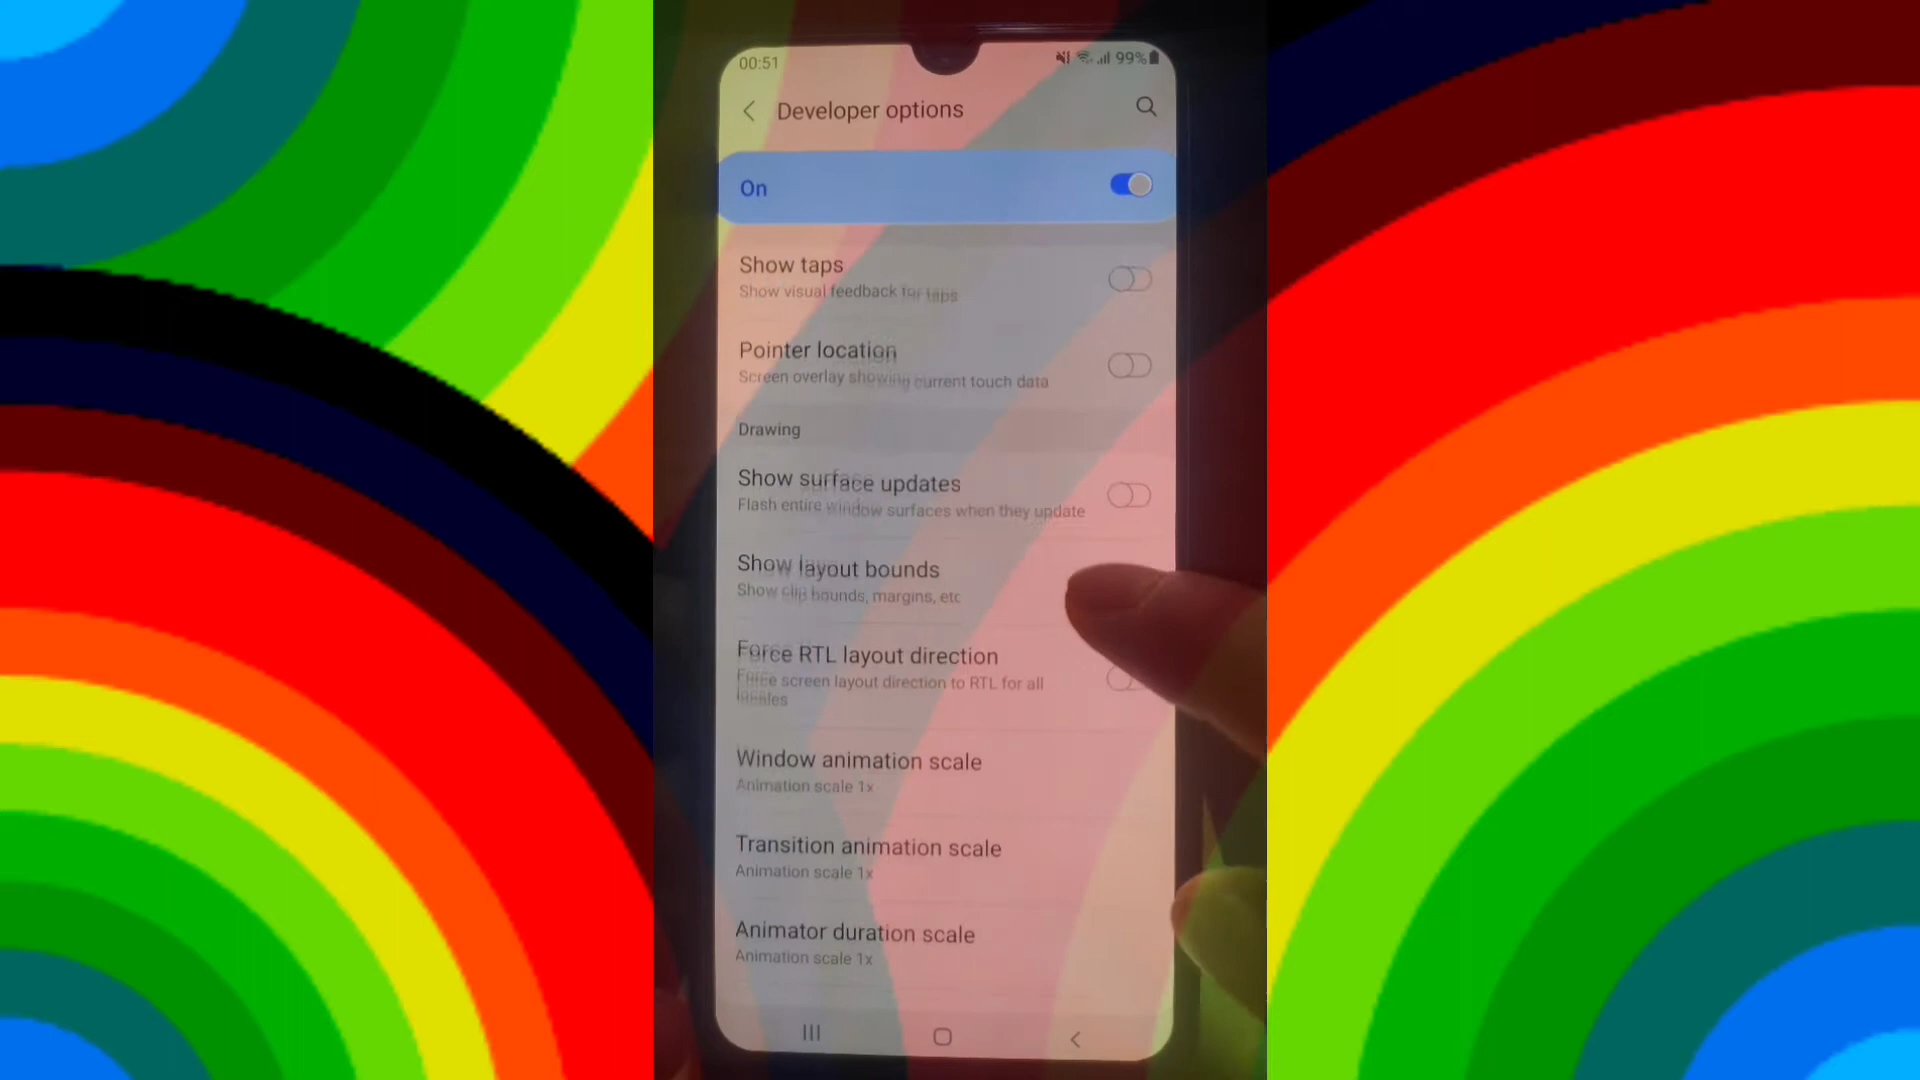 00:51
99%
Developer options
On
Show taps
Show visual feedback for taps
Pointer location
Screen overlay showing current touch data
Drawing
Show surface updates
Flash entire window surfaces when they update
Show layout bounds
Show clip bounds, margins, etc
Force RTL layout direction
Force screen layout direction to RTL for all
locales
Window animation scale
Animation scale 1x
Transition animation scale
Animation scale 1x
Animator duration scale
Animation scale 1x